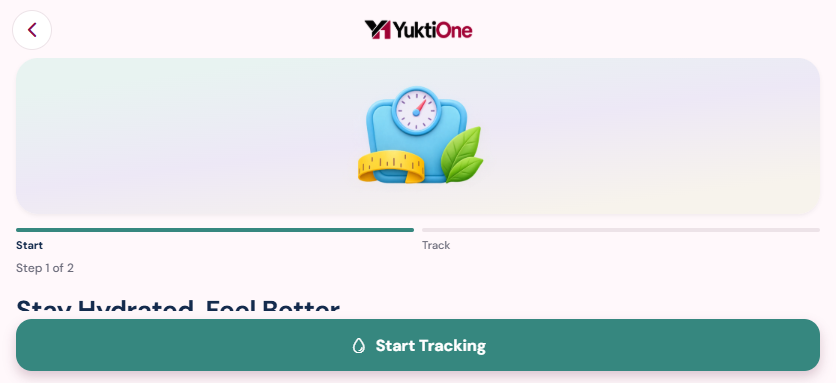 YuktiOne
Start
Track
Step 1 of 2
Stay Hydrated, Feel Better
Start Tracking